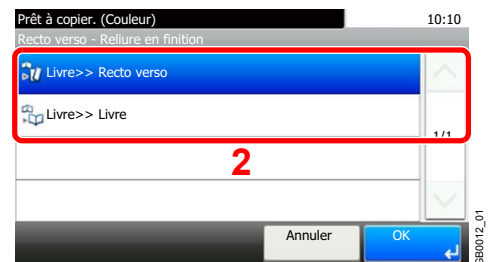 Prêt à copier. (Couleur) 10:10
Recto verso - Reliure en finition
Livre>> Recto verso
Livre>> Livre
1/1
2
Annuler OK
GB0012_01